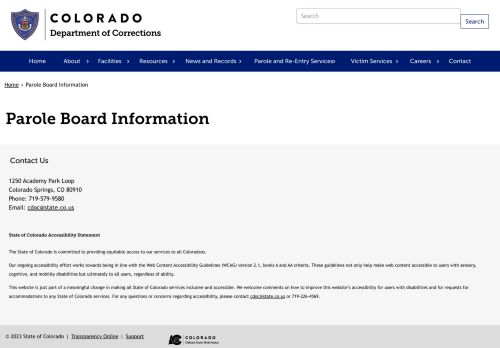 COLORADO
Department of Corrections
Search
Search
Home About Facilities Resources News and Records Parole and Re-Entry Services Victim Services Careers Contact
Home › Parole Board Information
Parole Board Information
Contact Us
1250 Academy Park Loop
Colorado Springs, CO 80910
Phone: 719-579-9580
Email: cdoc@state.co.us
State of Colorado Accessibility Statement
The State of Colorado is committed to providing equitable access to our services to all Coloradans.
Our ongoing accessibility effort works towards being in line with the Web Content Accessibility Guidelines (WCAG) version 2.1, levels A and AA criteria. These guidelines not only help make web content accessible to users with sensory,
cognitive, and mobility disabilities but ultimately to all users, regardless of ability.
This website is just part of a meaningful change in making all State of Colorado services inclusive and accessible. We welcome comments on how to improve this website's accessibility for users with disabilities and for requests for
accommodations to any State of Colorado services. For any questions or concerns regarding accessibility, please contact cdoc@state.co.us or 719-226-4569.
© 2023 State of Colorado | Transparency Online | Support
COLORADO
Official State Web Portal